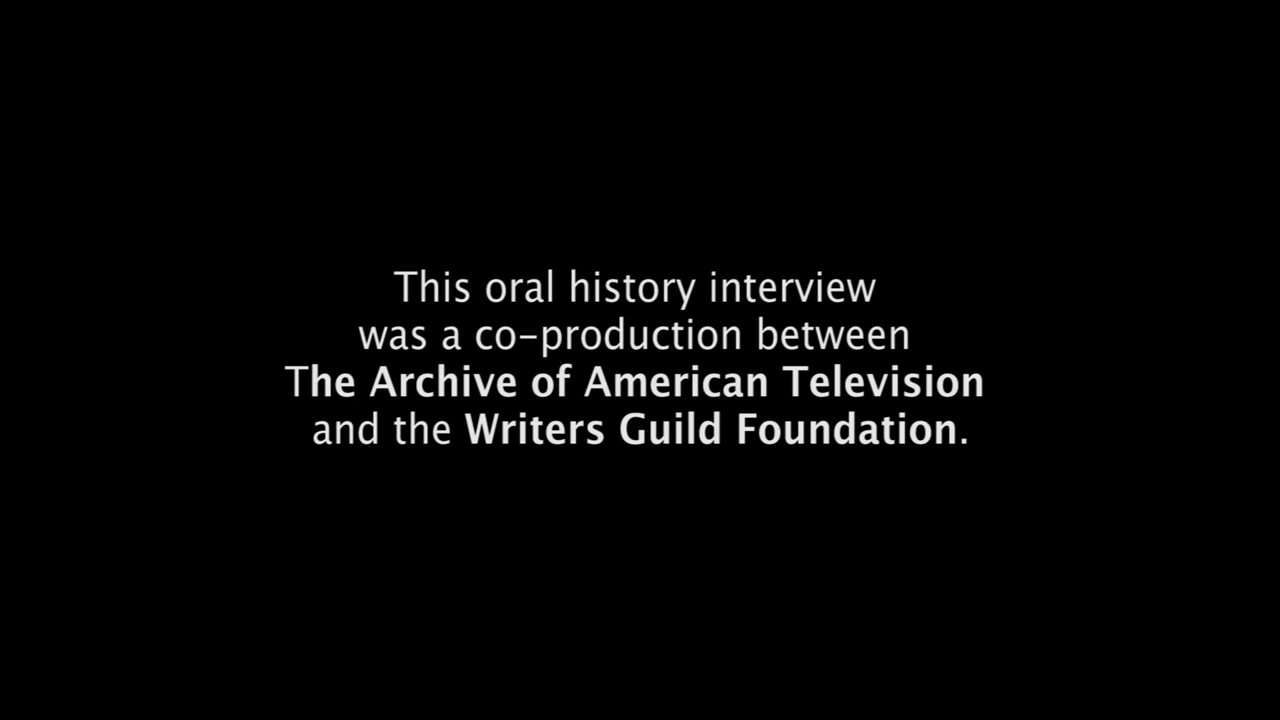 This oral history interview
was a co-production between
The Archive of American Television
and the Writers Guild Foundation.